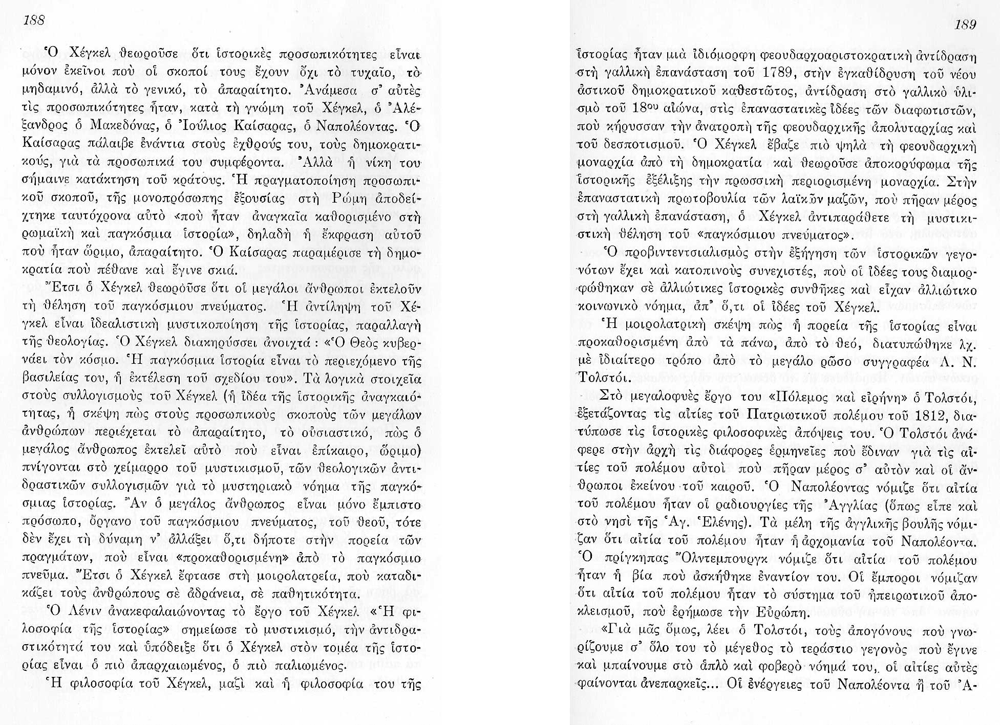 188
Ὁ Χέγκελ θεωροῦσε ὅτι ἱστορικὲς προσωπικότητες εἶναι
μόνον ἐκεῖνοι ποὺ οἱ σκοποί τους ἔχουν ὄχι τὸ τυχαῖο, τὸ
μηδαμινό, ἀλλὰ τὸ γενικό, τὸ ἀπαραίτητο. Ἀνάμεσα σ’ αὐτὲς
τὶς προσωπικότητες ἦταν, κατὰ τὴ γνώμη τοῦ Χέγκελ, ὁ Ἀλέ-
ξανδρος ὁ Μακεδόνας, ὁ Ἰούλιος Καίσαρας, ὁ Ναπολέοντας. Ὁ
Καίσαρας πάλαιβε ἐνάντια στοὺς ἐχθρούς του, τοὺς δημοκρατι-
κούς, γιὰ τὰ προσωπικά του συμφέροντα. Ἀλλὰ ἡ νίκη του
σήμαινε κατάκτηση τοῦ κράτους. Ἡ πραγματοποίηση προσωπι-
κοῦ σκοποῦ, τῆς μονοπρόσωπης ἐξουσίας στὴ Ρώμη ἀποδεί-
χτηκε ταυτόχρονα αὐτὸ «ποὺ ἦταν ἀναγκαῖα καθορισμένο στὴ
ρωμαϊκὴ καὶ παγκόσμια ἱστορία», δηλαδὴ ἡ ἔκφραση αὐτοῦ
ποὺ ἦταν ὥριμο, ἀπαραίτητο. Ὁ Καίσαρας παραμέρισε τὴ δημο-
κρατία ποὺ πέθανε καὶ ἔγινε σκιά.
Ἔτσι ὁ Χέγκελ θεωροῦσε ὅτι οἱ μεγάλοι ἄνθρωποι ἐκτελοῦν
τὴ θέληση τοῦ παγκόσμιου πνεύματος. Ἡ ἀντίληψη τοῦ Χέ-
γκελ εἶναι ἰδεαλιστικὴ μυστικοποίηση τῆς ἱστορίας, παραλλαγὴ
τῆς θεολογίας. Ὁ Χέγκελ διακηρύσσει ἀνοιχτά : «Ὁ Θεὸς κυβερ-
νάει τὸν κόσμο. Ἡ παγκόσμια ἱστορία εἶναι τὸ περιεχόμενο τῆς
βασιλείας του, ἡ ἐκτέλεση τοῦ σχεδίου του». Τὰ λογικὰ στοιχεῖα
στοὺς συλλογισμοὺς τοῦ Χέγκελ (ἡ ἰδέα τῆς ἱστορικῆς ἀναγκαιό-
τητας, ἡ σκέψη πὼς στοὺς προσωπικοὺς σκοποὺς τῶν μεγάλων
ἀνθρώπων περιέχεται τὸ ἀπαραίτητο, τὸ οὐσιαστικό, πὼς ὁ
μεγάλος ἄνθρωπος ἐκτελεῖ αὐτὸ ποὺ εἶναι ἐπίκαιρο, ὥριμο)
πνίγονται στὸ χείμαρρο τοῦ μυστικισμοῦ, τῶν θεολογικῶν ἀντι-
δραστικῶν συλλογισμῶν γιὰ τὸ μυστηριακὸ νόημα τῆς παγκό-
σμιας ἱστορίας. Ἂν ὁ μεγάλος ἄνθρωπος εἶναι μόνο ἔμπιστο
πρόσωπο, ὄργανο τοῦ παγκόσμιου πνεύματος, τοῦ θεοῦ, τότε
δὲν ἔχει τὴ δύναμη ν’ ἀλλάξει ὅ,τι δήποτε στὴν πορεία τῶν
πραγμάτων, ποὺ εἶναι «προκαθορισμένη» ἀπὸ τὸ παγκόσμιο
πνεῦμα. Ἔτσι ὁ Χέγκελ ἔφτασε στὴ μοιρολατρεία, ποὺ καταδι-
κάζει τοὺς ἀνθρώπους σὲ ἀδράνεια, σὲ παθητικότητα.
Ὁ Λένιν ἀνακεφαλαιώνοντας τὸ ἔργο τοῦ Χέγκελ «Ἡ φι-
λοσοφία τῆς ἱστορίας» σημείωσε τὸ μυστικισμό, τὴν ἀντιδρα-
στικότητά του καὶ ὑπόδειξε ὅτι ὁ Χέγκελ στὸν τομέα τῆς ἱστο-
ρίας εἶναι ὁ πιὸ ἀπαρχαιωμένος, ὁ πιὸ παλιωμένος.
Ἡ φιλοσοφία τοῦ Χέγκελ, μαζὶ καὶ ἡ φιλοσοφία του τῆς
189
ἱστορίας ἦταν μιὰ ἰδιόμορφη φεουδαρχοαριστοκρατικὴ ἀντίδραση
στὴ γαλλικὴ ἐπανάσταση τοῦ 1789, στὴν ἐγκαθίδρυση τοῦ νέου
ἀστικοῦ δημοκρατικοῦ καθεστῶτος, ἀντίδραση στὸ γαλλικὸ ὑλι-
σμὸ τοῦ 18ου αἰώνα, στὶς ἐπαναστατικὲς ἰδέες τῶν διαφωτιστῶν,
ποὺ κήρυσσαν τὴν ἀνατροπὴ τῆς φεουδαρχικῆς ἀπολυταρχίας καὶ
τοῦ δεσποτισμοῦ. Ὁ Χέγκελ ἔβαζε πιὸ ψηλὰ τὴ φεουδαρχικὴ
μοναρχία ἀπὸ τὴ δημοκρατία καὶ θεωροῦσε ἀποκορύφωμα τῆς
ἱστορικῆς ἐξέλιξης τὴν πρωσσικὴ περιορισμένη μοναρχία. Στὴν
ἐπαναστατικὴ πρωτοβουλία τῶν λαϊκῶν μαζῶν, ποὺ πῆραν μέρος
στὴ γαλλικὴ ἐπανάσταση, ὁ Χέγκελ ἀντιπαράθετε τὴ μυστικι-
στικὴ θέληση τοῦ «παγκόσμιου πνεύματος».
Ὁ προβιντεντσιαλισμὸς στὴν ἐξήγηση τῶν ἱστορικῶν γεγο-
νότων ἔχει καὶ κατοπινοὺς συνεχιστές, ποὺ οἱ ἰδέες τους διαμορ-
φώθηκαν σὲ ἀλλιώτικες ἱστορικὲς συνθῆκες καὶ εἶχαν ἀλλιώτικο
κοινωνικὸ νόημα, ἀπ’ ὅ,τι οἱ ἰδέες τοῦ Χέγκελ.
Ἡ μοιρολατρικὴ σκέψη πὼς ἡ πορεία τῆς ἱστορίας εἶναι
προκαθορισμένη ἀπὸ τὰ πάνω, ἀπὸ τὸ θεό, διατυπώθηκε λχ.
μὲ ἰδιαίτερο τρόπο ἀπὸ τὸ μεγάλο ρῶσο συγγραφέα Λ. Ν.
Τολστόι.
Στὸ μεγαλοφυὲς ἔργο του «Πόλεμος καὶ εἰρήνη» ὁ Τολστόι,
ἐξετάζοντας τὶς αἰτίες τοῦ Πατριωτικοῦ πολέμου τοῦ 1812, δια-
τύπωσε τὶς ἱστορικὲς φιλοσοφικὲς ἀπόψεις του. Ὁ Τολστόι ἀνά-
φερε στὴν ἀρχὴ τὶς διάφορες ἑρμηνεῖες ποὺ ἔδιναν γιὰ τὶς αἰ-
τίες τοῦ πολέμου αὐτοὶ ποὺ πῆραν μέρος σ’ αὐτὸν καὶ οἱ ἄν-
θρωποι ἐκείνου τοῦ καιροῦ. Ὁ Ναπολέοντας νόμιζε ὅτι αἰτία
τοῦ πολέμου ἦταν οἱ ραδιουργίες τῆς Ἀγγλίας (ὅπως εἶπε καὶ
στὸ νησὶ τῆς Ἁγ. Ἑλένης). Τὰ μέλη τῆς ἀγγλικῆς βουλῆς νόμι-
ζαν ὅτι αἰτία τοῦ πολέμου ἦταν ἡ ἀρχομανία τοῦ Ναπολέοντα.
Ὁ πρίγκηπας Ὄλντεμπουργκ νόμιζε ὅτι αἰτία τοῦ πολέμου
ἦταν ἡ βία ποὺ ἀσκήθηκε ἐναντίον του. Οἱ ἔμποροι νόμιζαν
ὅτι αἰτία τοῦ πολέμου ἦταν τὸ σύστημα τοῦ ἠπειρωτικοῦ ἀπο-
κλεισμοῦ, ποὺ ἐρήμωσε τὴν Εὐρώπη.
«Γιὰ μᾶς ὅμως, λέει ὁ Τολστόι, τοὺς ἀπογόνους ποὺ γνω-
ρίζουμε σ’ ὅλο του τὸ μέγεθος τὸ τεράστιο γεγονὸς ποὺ ἔγινε
καὶ μπαίνουμε στὸ ἁπλὸ καὶ φοβερὸ νόημά του, οἱ αἰτίες αὐτὲς
φαίνονται ἀνεπαρκεῖς... Οἱ ἐνέργειες τοῦ Ναπολέοντα ἢ τοῦ Ἀ-